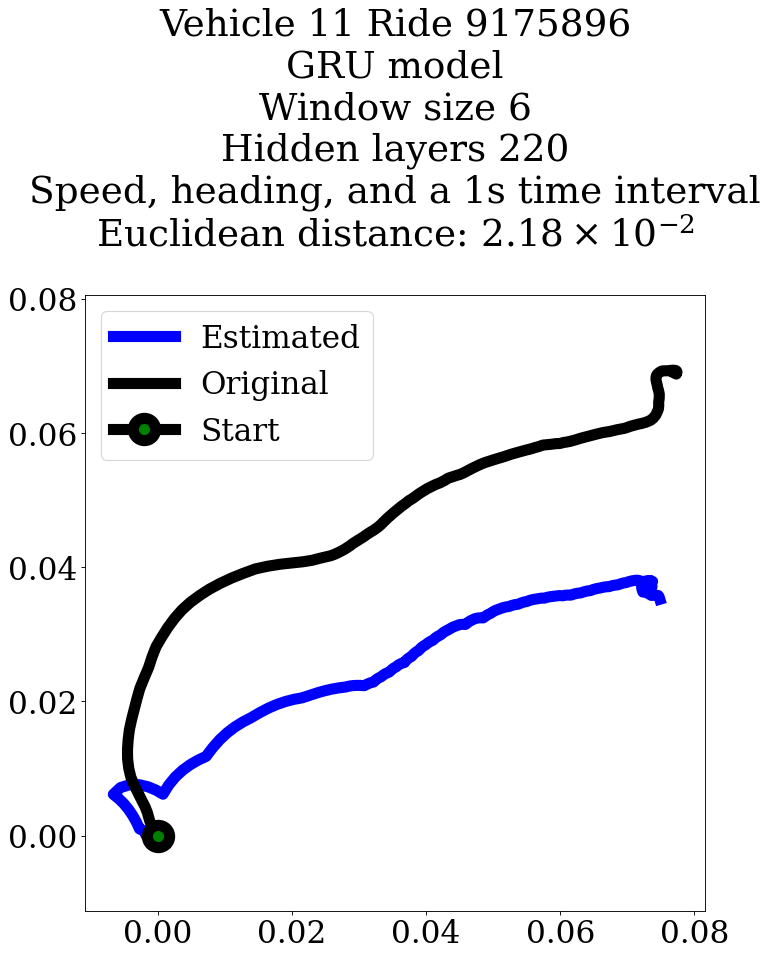 Vehicle 11 Ride 9175896
GRU model
Window size 6
Hidden layers 220
Speed, heading, and a 1s time interval
Euclidean distance: 2.18 × 10⁻²
0.08
Estimated
Original
Start
0.06
0.04
0.02
0.00
0.00 0.02 0.04 0.06 0.08